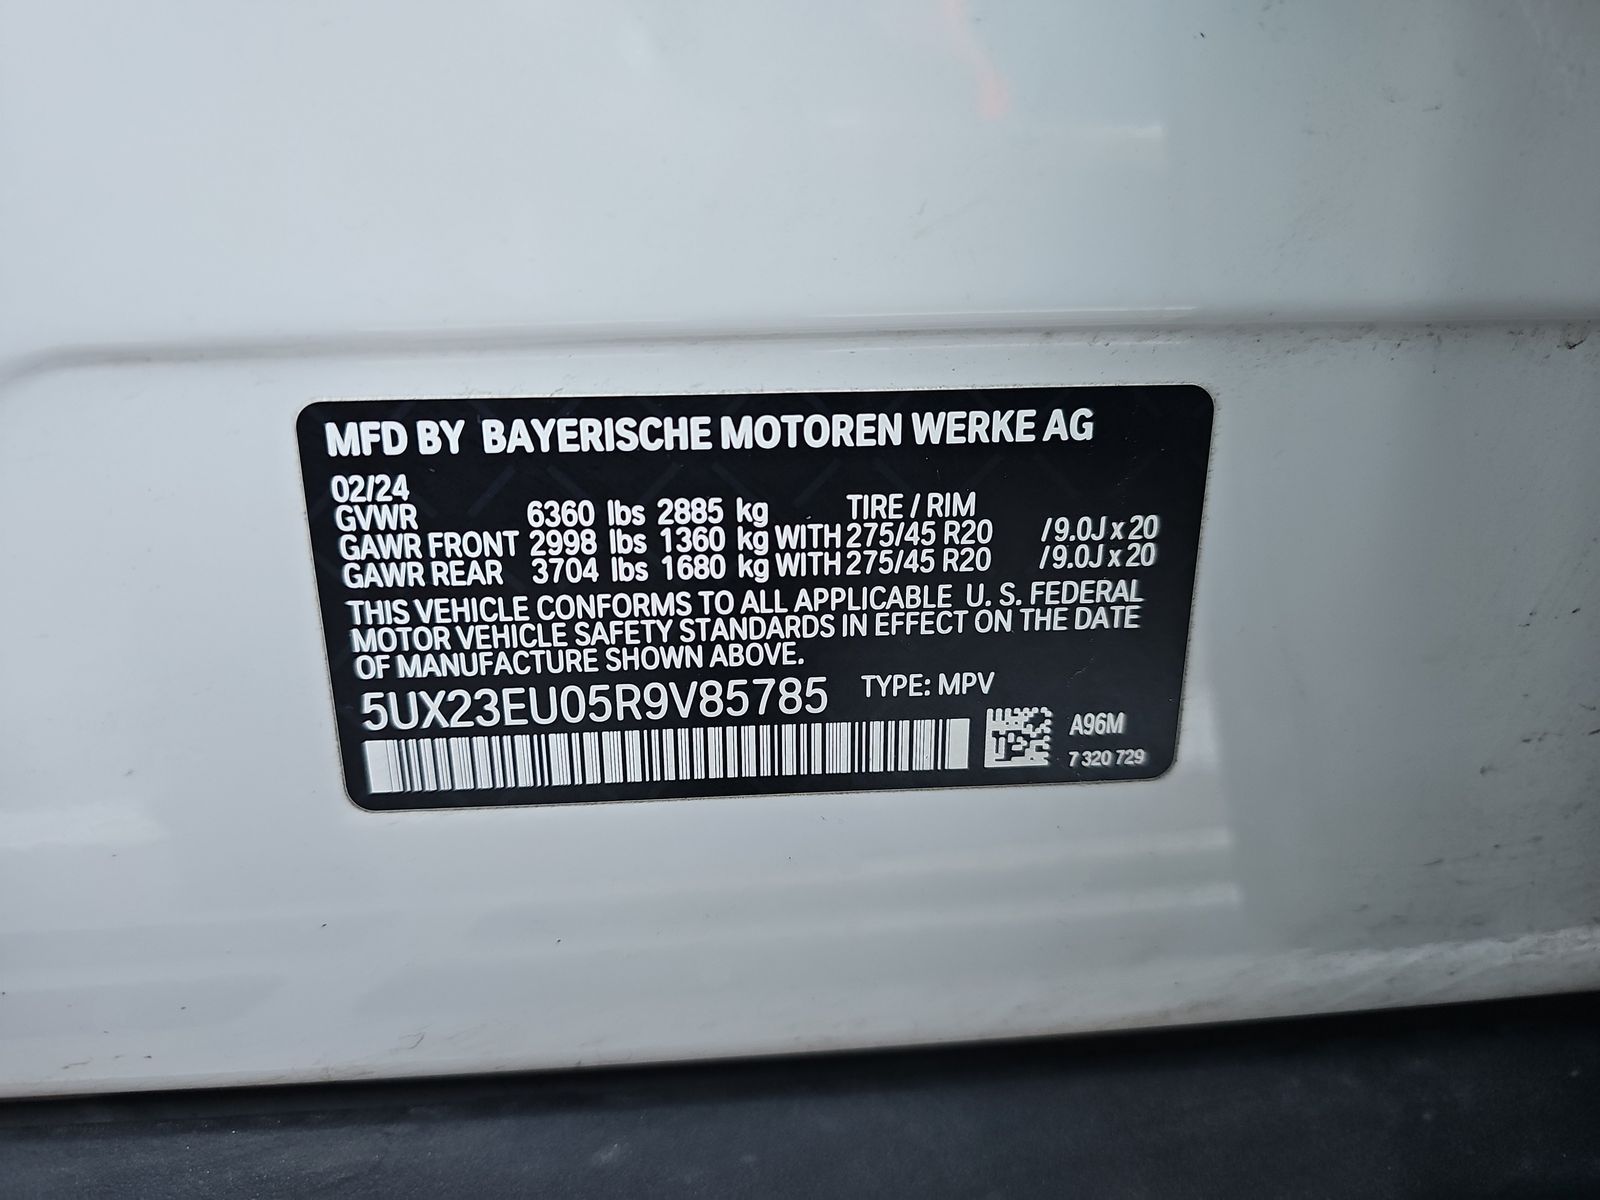 MFD BY BAYERISCHE MOTOREN WERKE AG
02/24
GVWR 6360 lbs 2885 kg TIRE / RIM
GAWR FRONT 2998 lbs 1360 kg WITH 275/45 R20 / 9.0J x 20
GAWR REAR 3704 lbs 1680 kg WITH 275/45 R20 / 9.0J x 20
THIS VEHICLE CONFORMS TO ALL APPLICABLE U. S. FEDERAL
MOTOR VEHICLE SAFETY STANDARDS IN EFFECT ON THE DATE
OF MANUFACTURE SHOWN ABOVE.
5UX23EU05R9V85785 TYPE: MPV
A96M
7 320 729